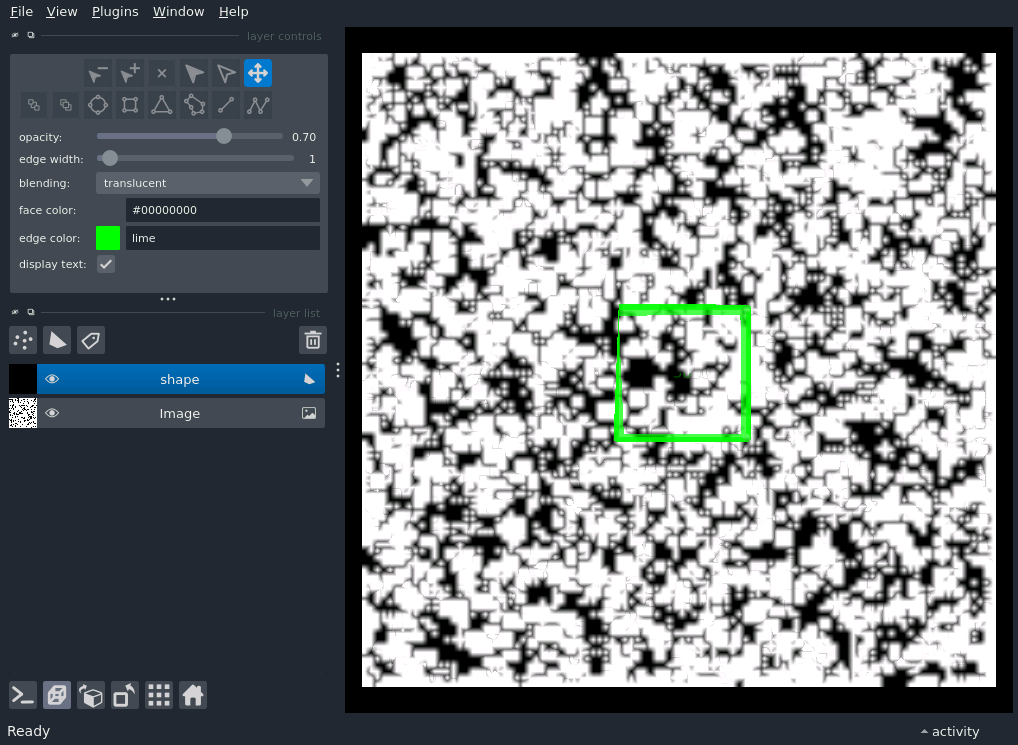 File View Plugins Window Help
layer controls
opacity: 0.70
edge width: 1
blending: translucent
face color: #00000000
edge color: lime
display text:
layer list
shape
Image
Ready
activity